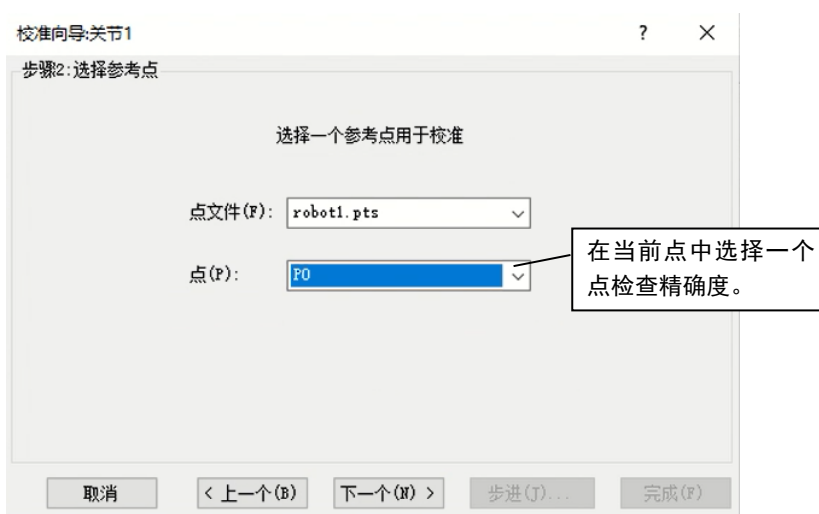 校准向导:关节1
? ×
步骤2:选择参考点
选择一个参考点用于校准
点文件(F): robot1.pts
点(P): P0
在当前点中选择一个
点检查精确度。
取消 < 上一个(B) 下一个(N) > 步进(J)... 完成(F)